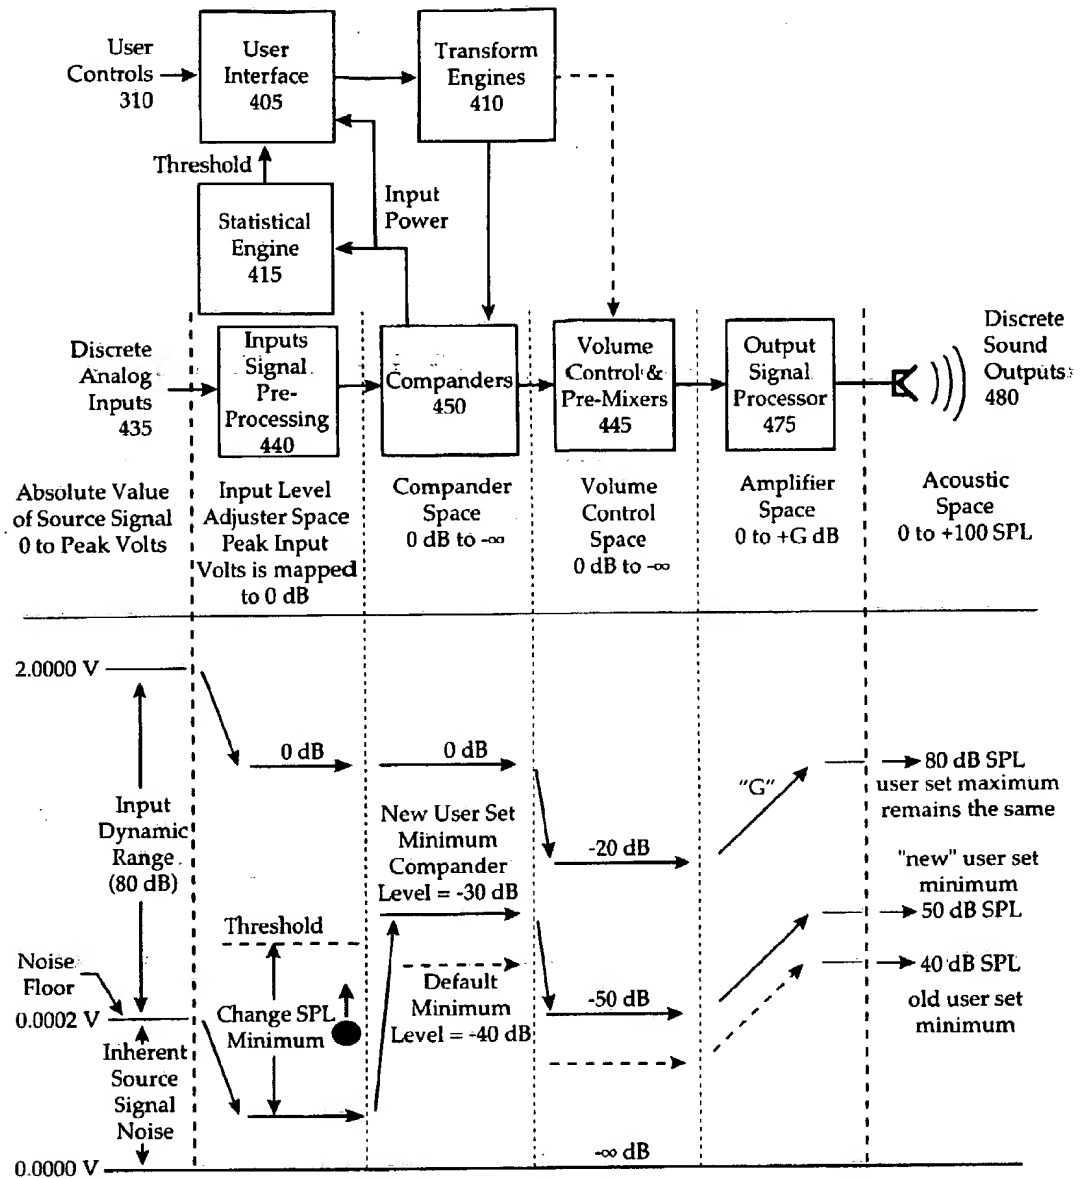 User
Controls
310
User
Interface
405
Transform
Engines
410
Threshold
Input
Power
Statistical
Engine
415
Discrete
Analog
Inputs
435
Inputs
Signal
Pre-
Processing
440
Companders
450
Volume
Control &
Pre-Mixers
445
Output
Signal
Processor
475
Discrete
Sound
Outputs
480
Absolute Value
of Source Signal
0 to Peak Volts
Input Level
Adjuster Space
Peak Input
Volts is mapped
to 0 dB
Compander
Space
0 dB to -∞
Volume
Control
Space
0 dB to -∞
Amplifier
Space
0 to +G dB
Acoustic
Space
0 to +100 SPL
2.0000 V
0 dB
0 dB
"G"
80 dB SPL
user set maximum
remains the same
Input
Dynamic
Range
(80 dB)
New User Set
Minimum
Compander
Level = -30 dB
-20 dB
"new" user set
minimum
50 dB SPL
Threshold
Noise
Floor
Default
Minimum
Level = -40 dB
40 dB SPL
old user set
minimum
0.0002 V
Change SPL
Minimum
-50 dB
Inherent
Source
Signal
Noise
0.0000 V
-∞ dB